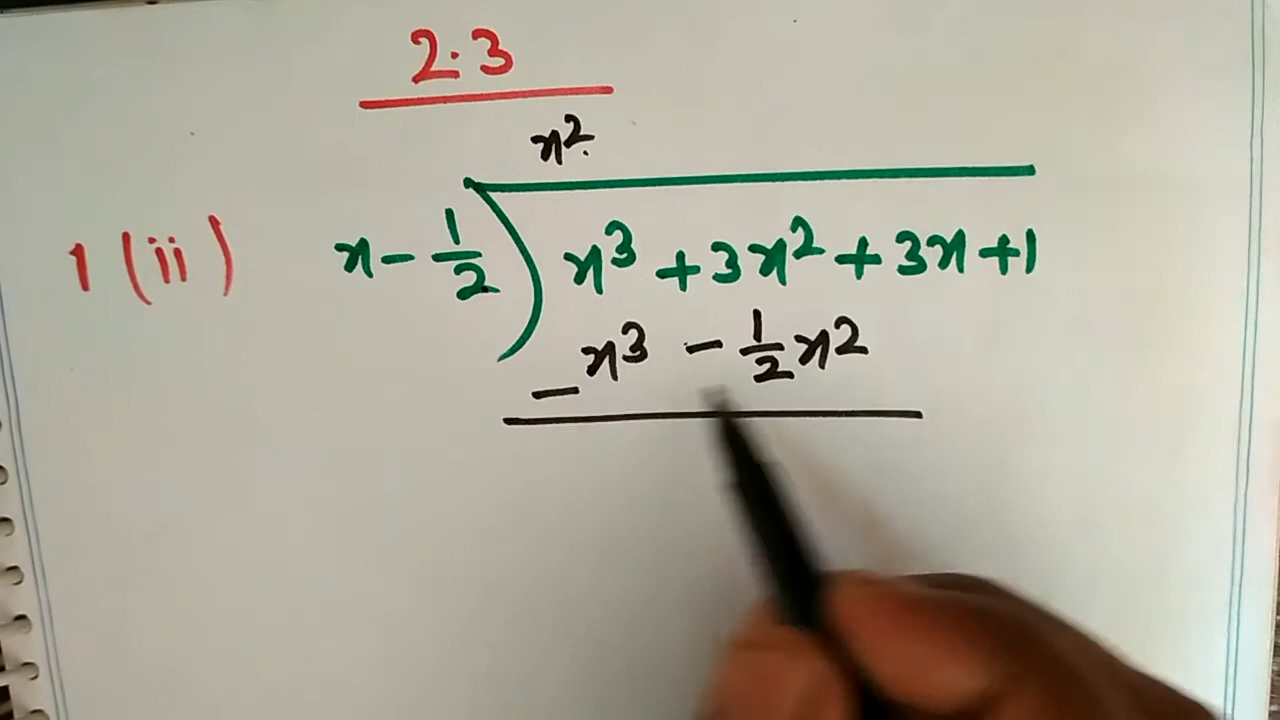 2.3
x²
1 (ii) x - 1/2 ) x³ + 3x² + 3x + 1
x³ - 1/2 x²
-